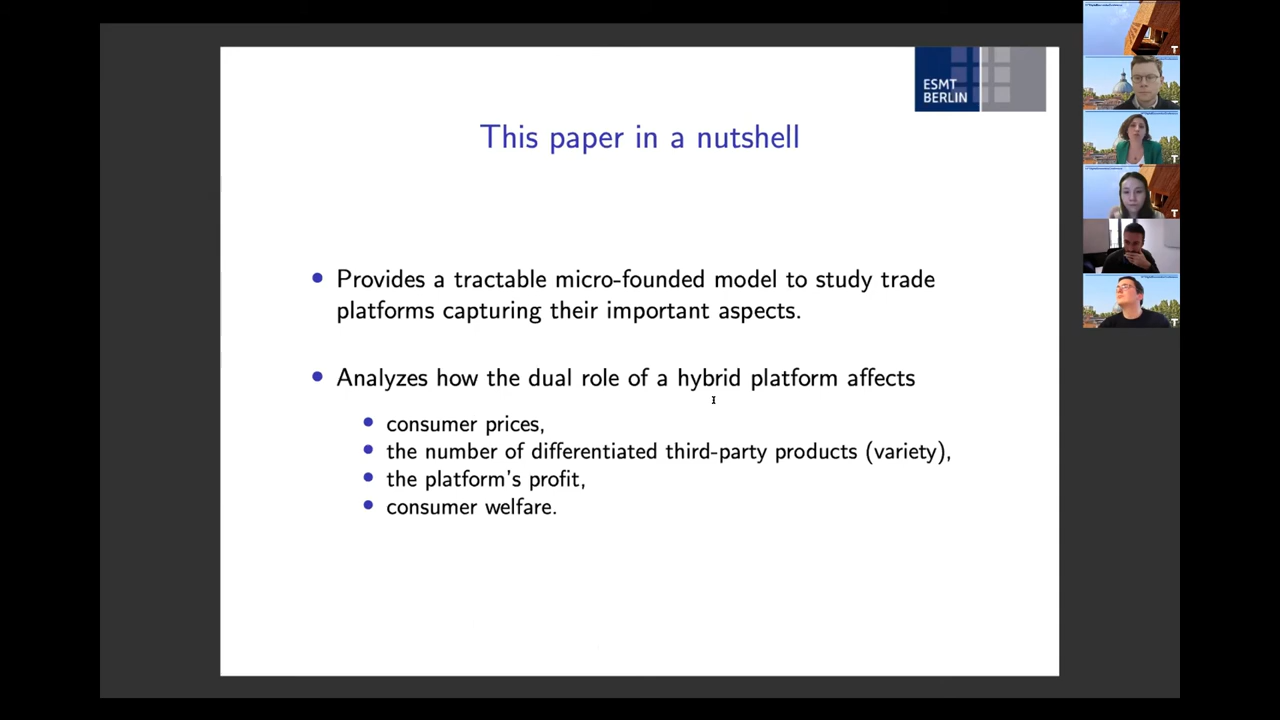 ESMT
BERLIN
This paper in a nutshell
Provides a tractable micro-founded model to study trade
platforms capturing their important aspects.
Analyzes how the dual role of a hybrid platform affects
consumer prices,
the number of differentiated third-party products (variety),
the platform's profit,
consumer welfare.